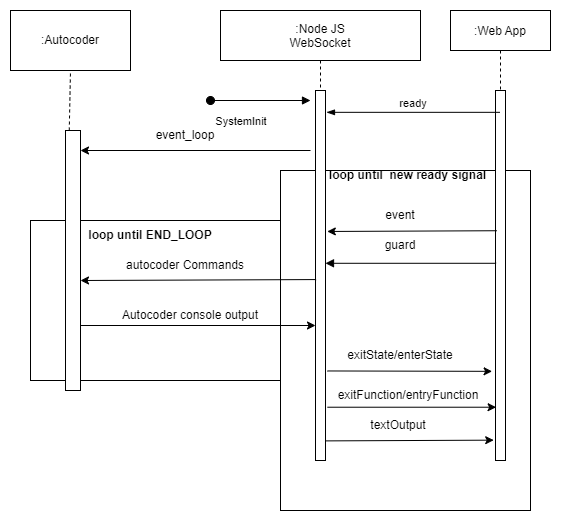 :Autocoder
:Node JS
WebSocket
:Web App
ready
SystemInit
event_loop
loop until new ready signal
event
loop until END_LOOP
guard
autocoder Commands
Autocoder console output
exitState/enterState
exitFunction/entryFunction
textOutput